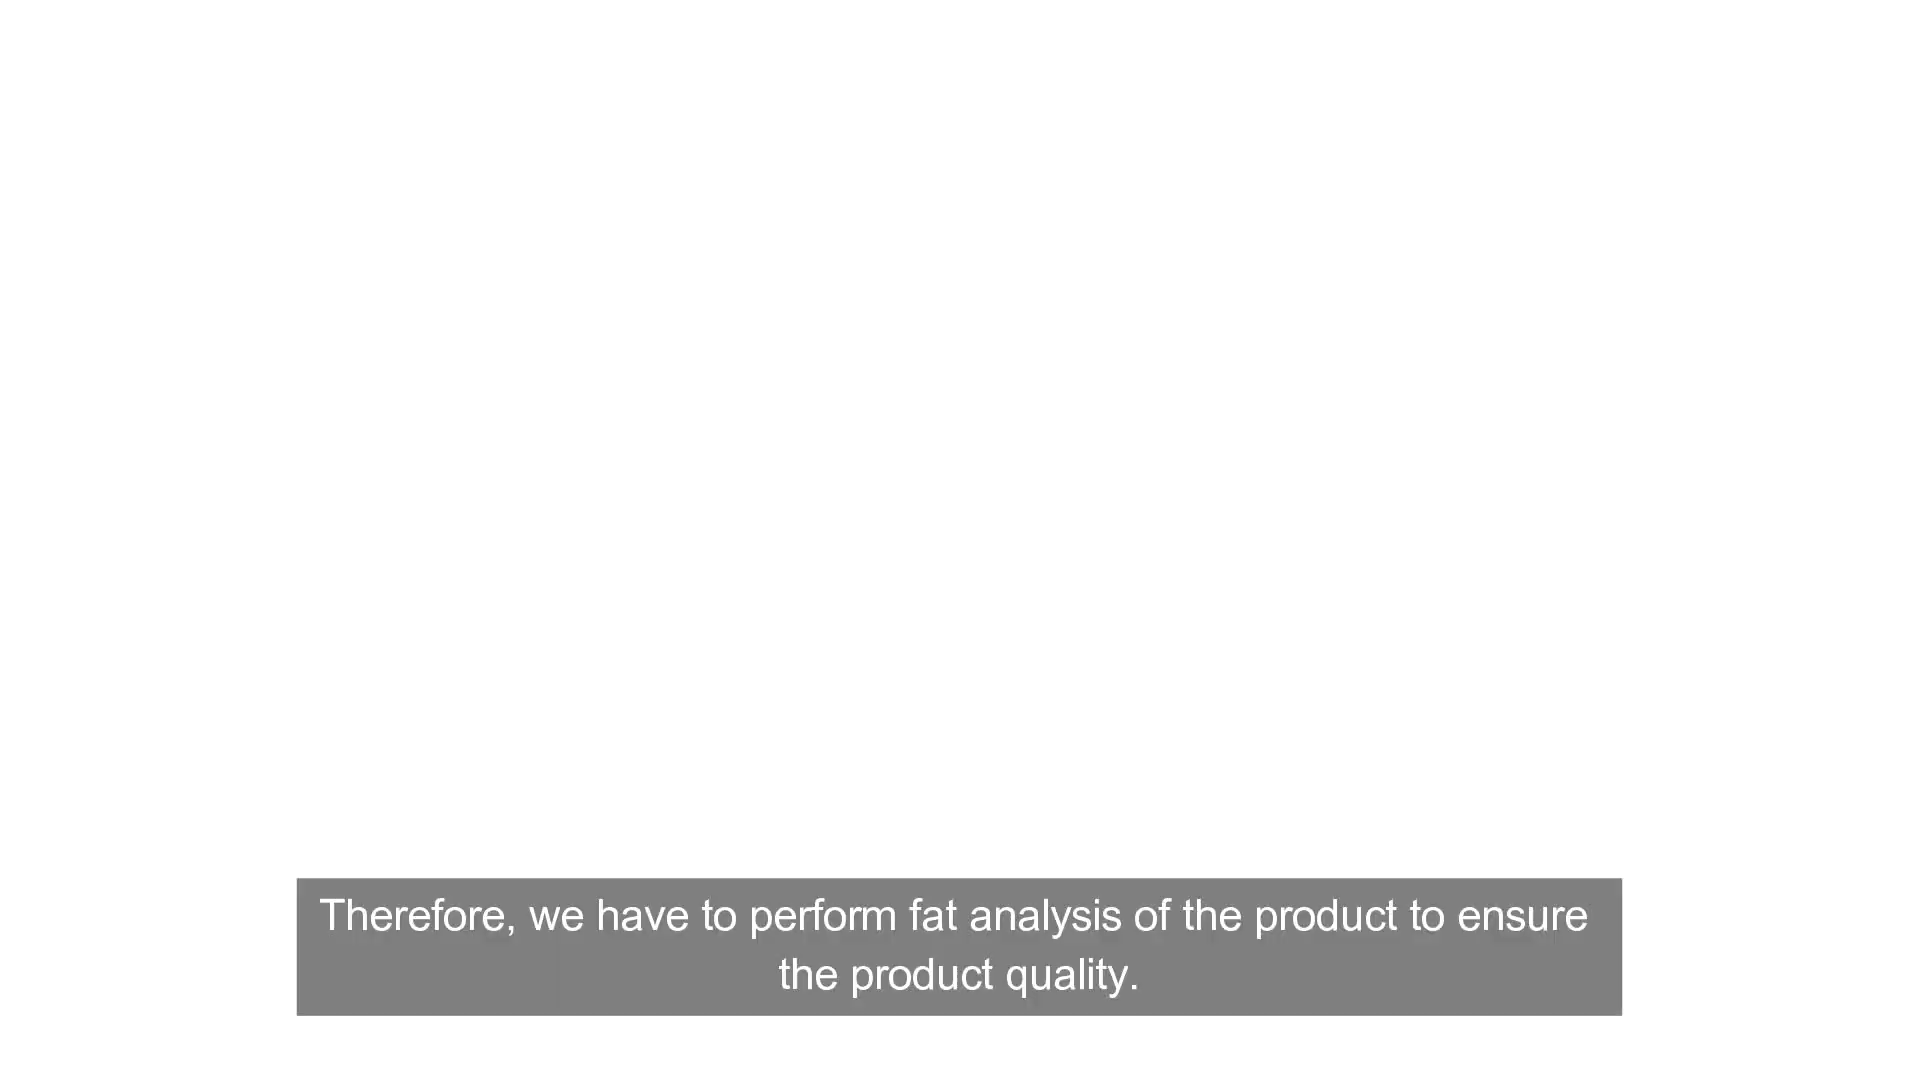 Therefore, we have to perform fat analysis of the product to ensure
the product quality.